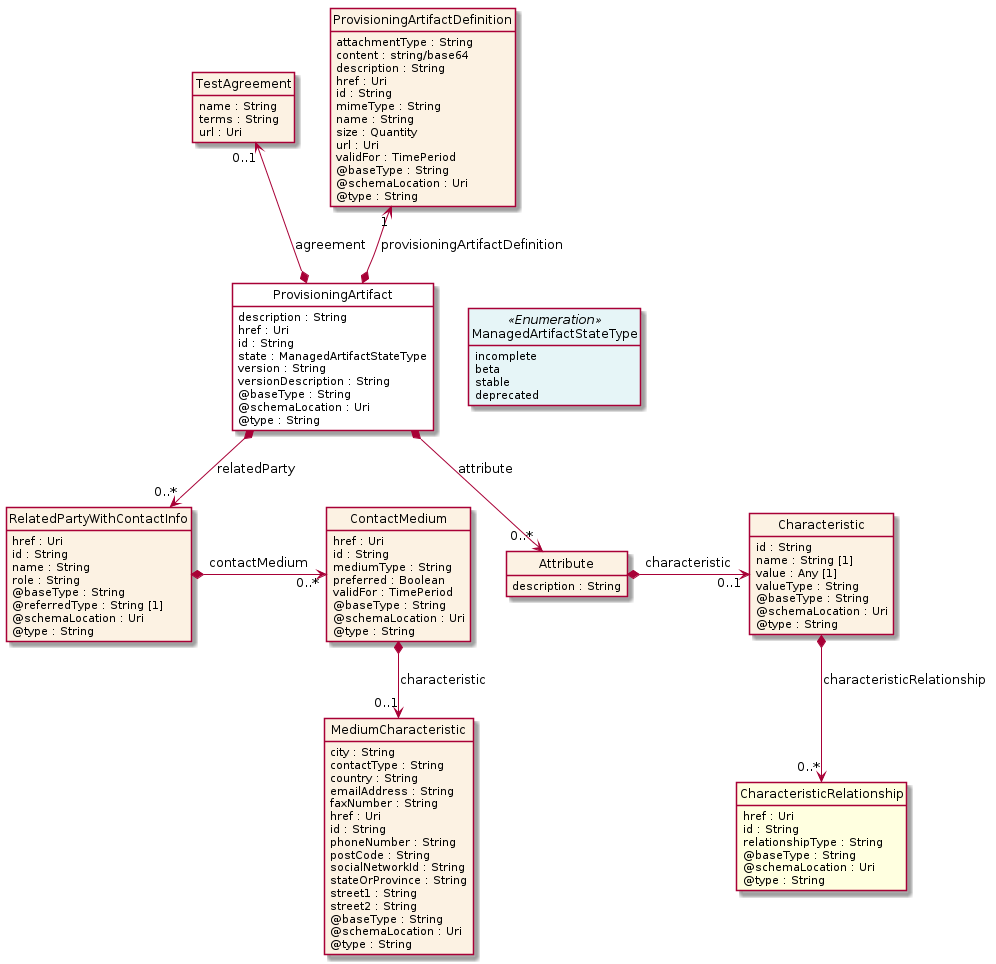 ProvisioningArtifactDefinition
attachmentType : String
content : string/base64
description : String
href : Uri
id : String
mimeType : String
name : String
size : Quantity
url : Uri
validFor : TimePeriod
@baseType : String
@schemaLocation : Uri
@type : String
TestAgreement
name : String
terms : String
url : Uri
0..1
1
agreement
provisioningArtifactDefinition
ProvisioningArtifact
description : String
href : Uri
id : String
state : ManagedArtifactStateType
version : String
versionDescription : String
@baseType : String
@schemaLocation : Uri
@type : String
«Enumeration»
ManagedArtifactStateType
incomplete
beta
stable
deprecated
relatedParty
0..*
attribute
0..*
RelatedPartyWithContactInfo
href : Uri
id : String
name : String
role : String
@baseType : String
@referredType : String [1]
@schemaLocation : Uri
@type : String
contactMedium
0..*
ContactMedium
href : Uri
id : String
mediumType : String
preferred : Boolean
validFor : TimePeriod
@baseType : String
@schemaLocation : Uri
@type : String
Attribute
description : String
characteristic
0..1
Characteristic
id : String
name : String [1]
value : Any [1]
valueType : String
@baseType : String
@schemaLocation : Uri
@type : String
characteristic
0..1
characteristicRelationship
0..*
MediumCharacteristic
city : String
contactType : String
country : String
emailAddress : String
faxNumber : String
href : Uri
id : String
phoneNumber : String
postCode : String
socialNetworkId : String
stateOrProvince : String
street1 : String
street2 : String
@baseType : String
@schemaLocation : Uri
@type : String
CharacteristicRelationship
href : Uri
id : String
relationshipType : String
@baseType : String
@schemaLocation : Uri
@type : String